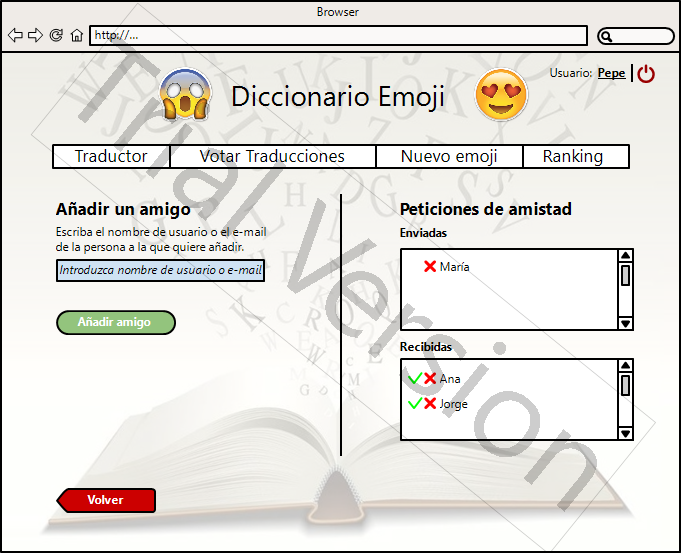 Browser
http://...
Usuario: Pepe
Diccionario Emoji
Traductor
Votar Traducciones
Nuevo emoji
Ranking
Añadir un amigo
Escriba el nombre de usuario o el e-mail
de la persona a la que quiere añadir.
Introduzca nombre de usuario o e-mail
Añadir amigo
Peticiones de amistad
Enviadas
María
Recibidas
Ana
Jorge
Volver
Trial Version